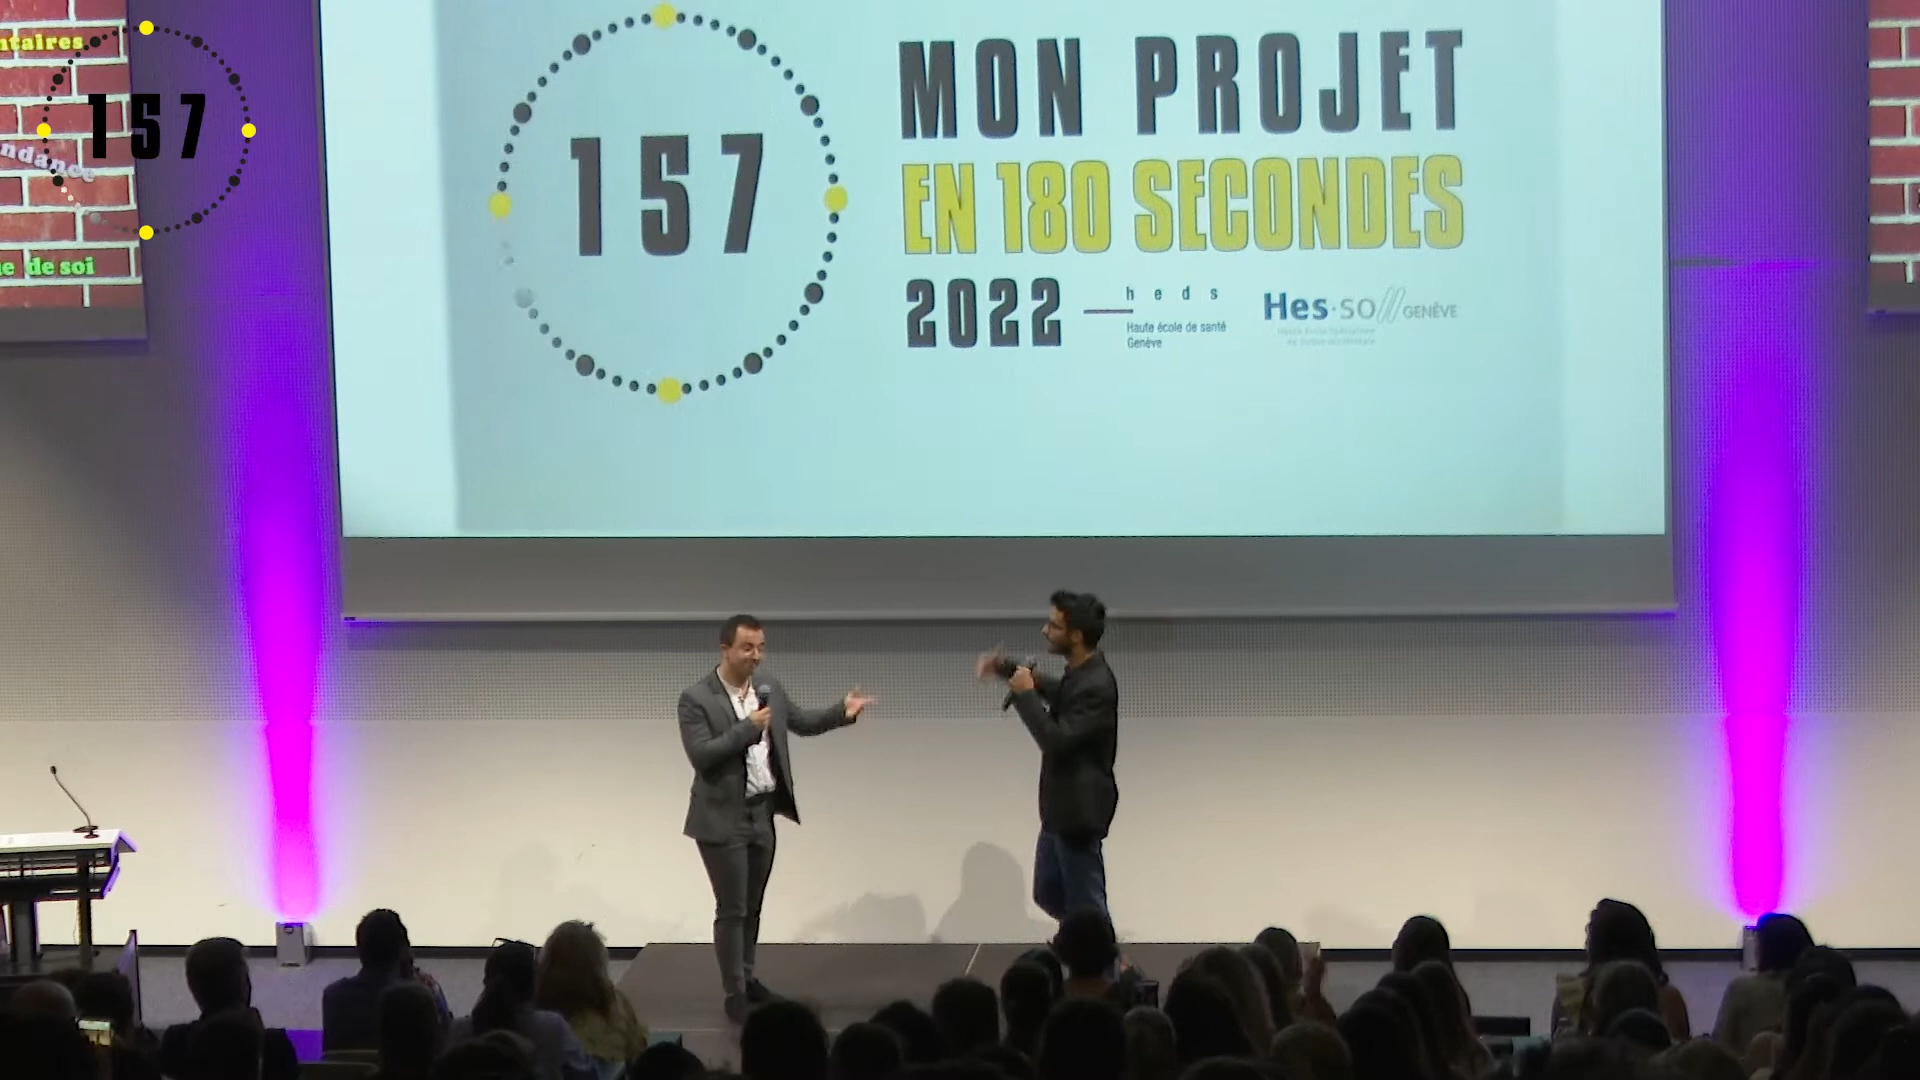 ntaires
157
ndance
e de soi
157
MON PROJET
EN 180 SECONDES
2022
heds
Haute école de santé
Genève
Hes·SO// GENÈVE